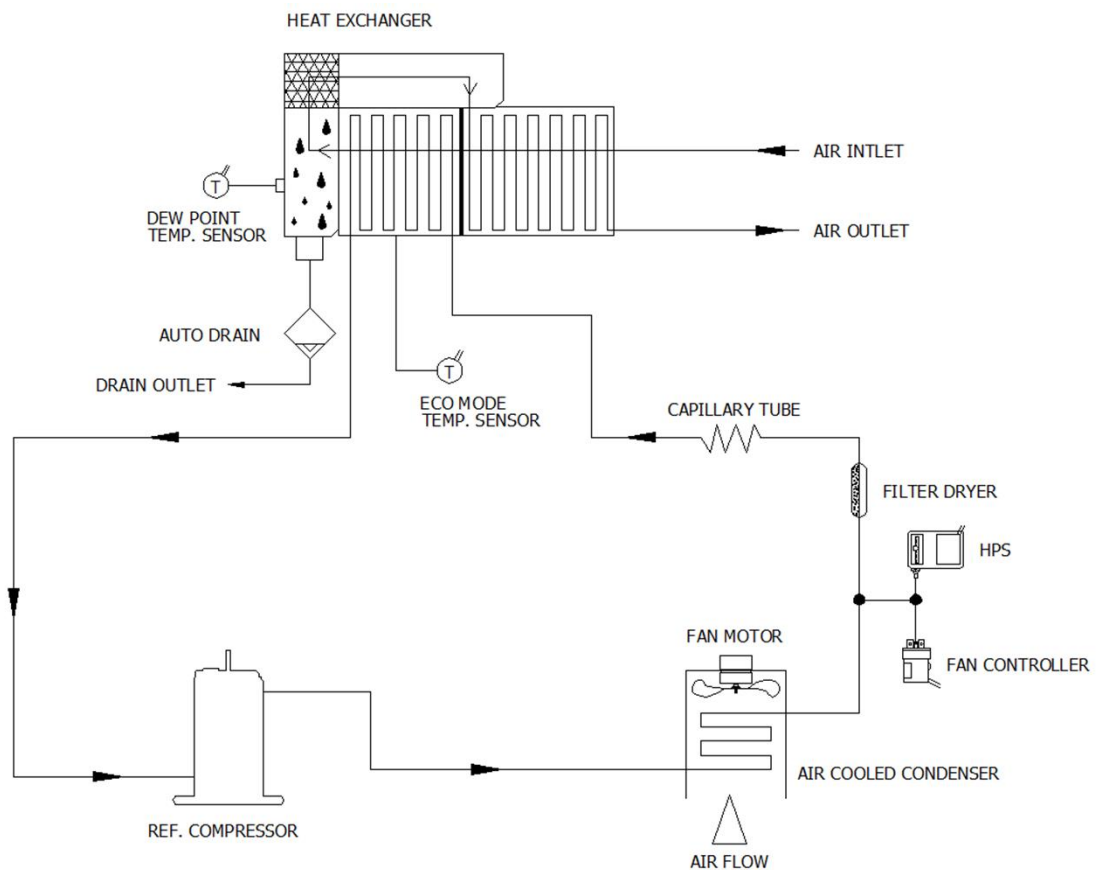 HEAT EXCHANGER
AIR INTLET
T
DEW POINT
TEMP. SENSOR
AIR OUTLET
AUTO DRAIN
DRAIN OUTLET
T
ECO MODE
TEMP. SENSOR
CAPILLARY TUBE
FILTER DRYER
HPS
FAN MOTOR
FAN CONTROLLER
AIR COOLED CONDENSER
REF. COMPRESSOR
AIR FLOW